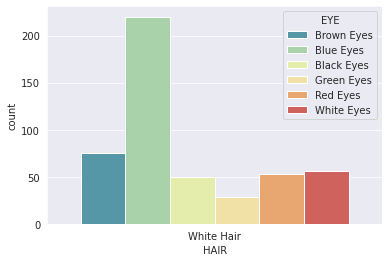 EYE
Brown Eyes
Blue Eyes
Black Eyes
Green Eyes
Red Eyes
White Eyes
200
150
100
50
0
count
White Hair
HAIR